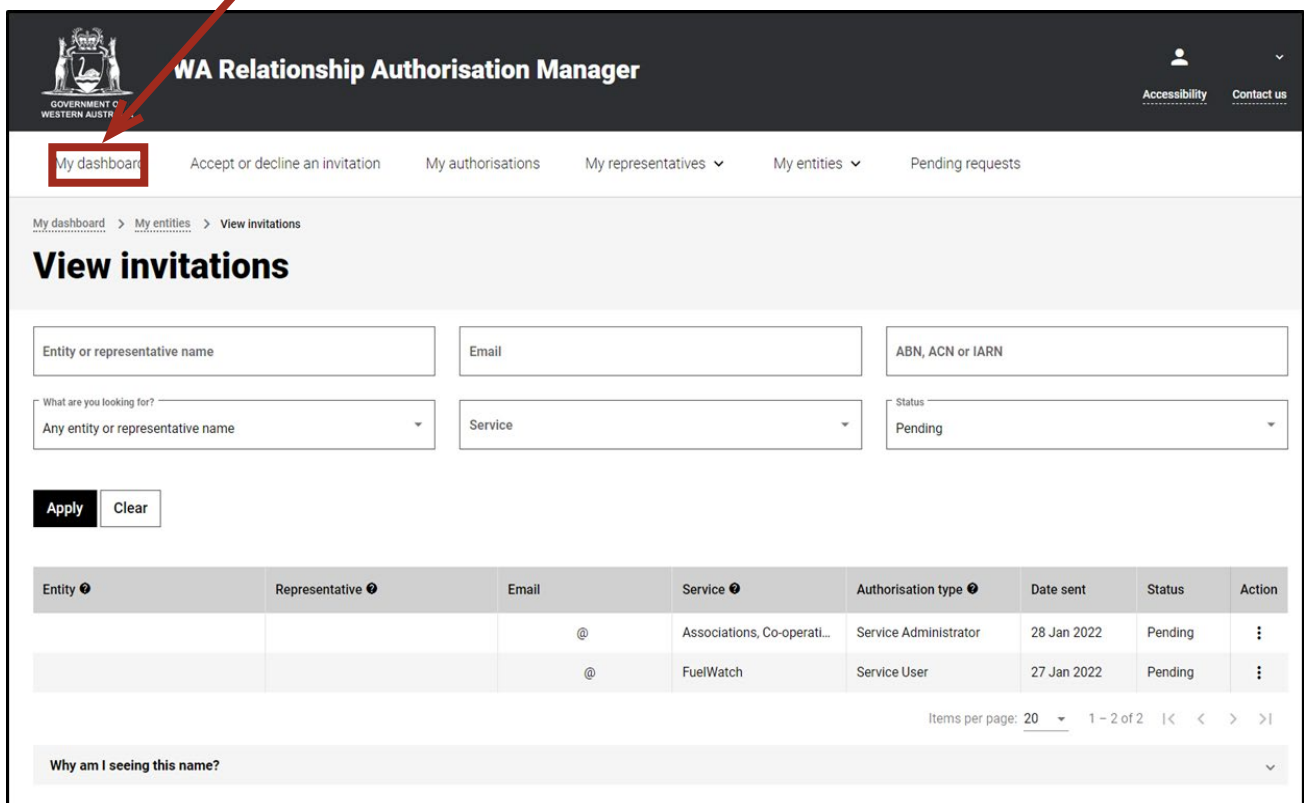 GOVERNMENT OF
WESTERN AUSTRALIA
WA Relationship Authorisation Manager
Accessibility
Contact us
My dashboard
Accept or decline an invitation
My authorisations
My representatives
My entities
Pending requests
My dashboard > My entities > View invitations
View invitations
Entity or representative name
Email
ABN, ACN or IARN
What are you looking for?
Any entity or representative name
Service
Status
Pending
Apply
Clear
Entity Representative Email Service Authorisation type Date sent Status Action
@ Associations, Co-operati... Service Administrator 28 Jan 2022 Pending
@ FuelWatch Service User 27 Jan 2022 Pending
Items per page: 20 1 – 2 of 2 |< < > >|
Why am I seeing this name?